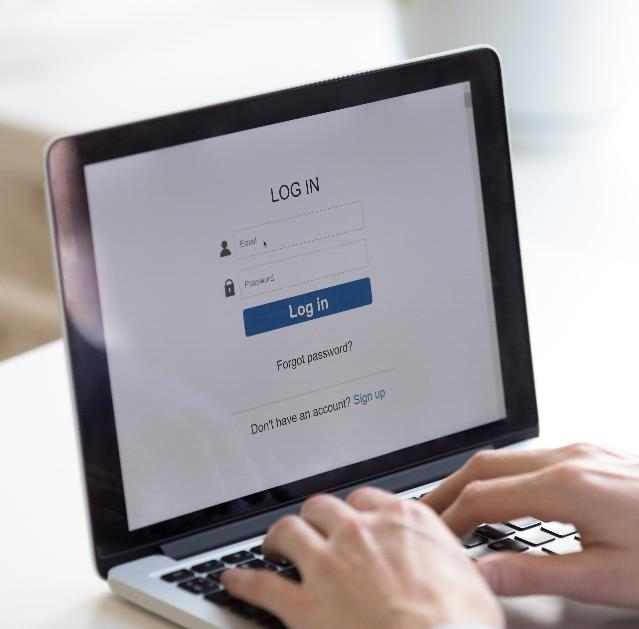 LOG IN
Email
Password
Log in
Forgot password?
Don't have an account? Sign up